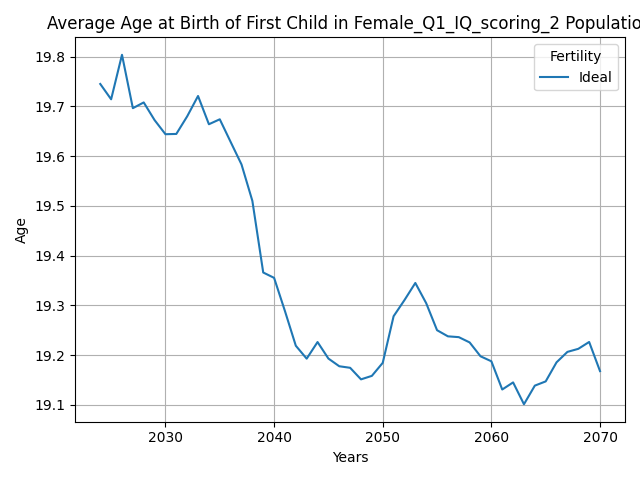 Average Age at Birth of First Child in Female_Q1_IQ_scoring_2 Populatio
Fertility
Ideal
19.8
19.7
19.6
19.5
19.4
19.3
19.2
19.1
Age
2030 2040 2050 2060 2070
Years